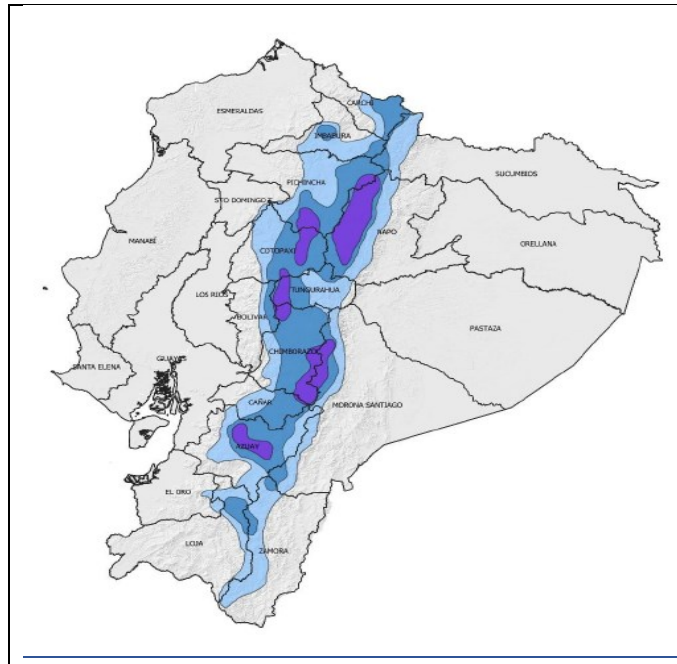 CARCHI
ESMERALDAS
IMBABURA
SUCUMBIOS
PICHINCHA
STO DOMINGO
NAPO
MANABÍ
COTOPAXI
ORELLANA
TUNGURAHUA
LOS RIOS
BOLIVAR
PASTAZA
CHIMBORAZO
GUAYAS
SANTA ELENA
MORONA SANTIAGO
CAÑAR
AZUAY
EL ORO
LOJA
ZAMORA